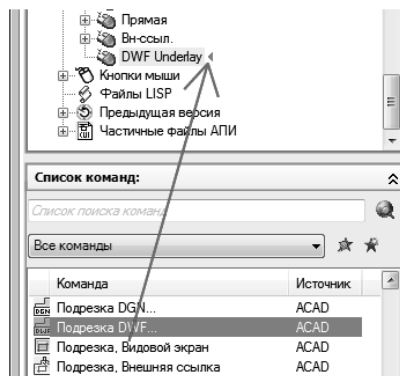 Прямая
Вн-ссыл.
DWF Underlay
Кнопки мыши
Файлы LISP
Предыдущая версия
Частичные файлы АПИ
Список команд:
Список поиска команд
Все команды
Команда Источник
Подрезка DGN... ACAD
Подрезка DWF... ACAD
Подрезка, Видовой экран ACAD
Подрезка, Внешняя ссылка ACAD